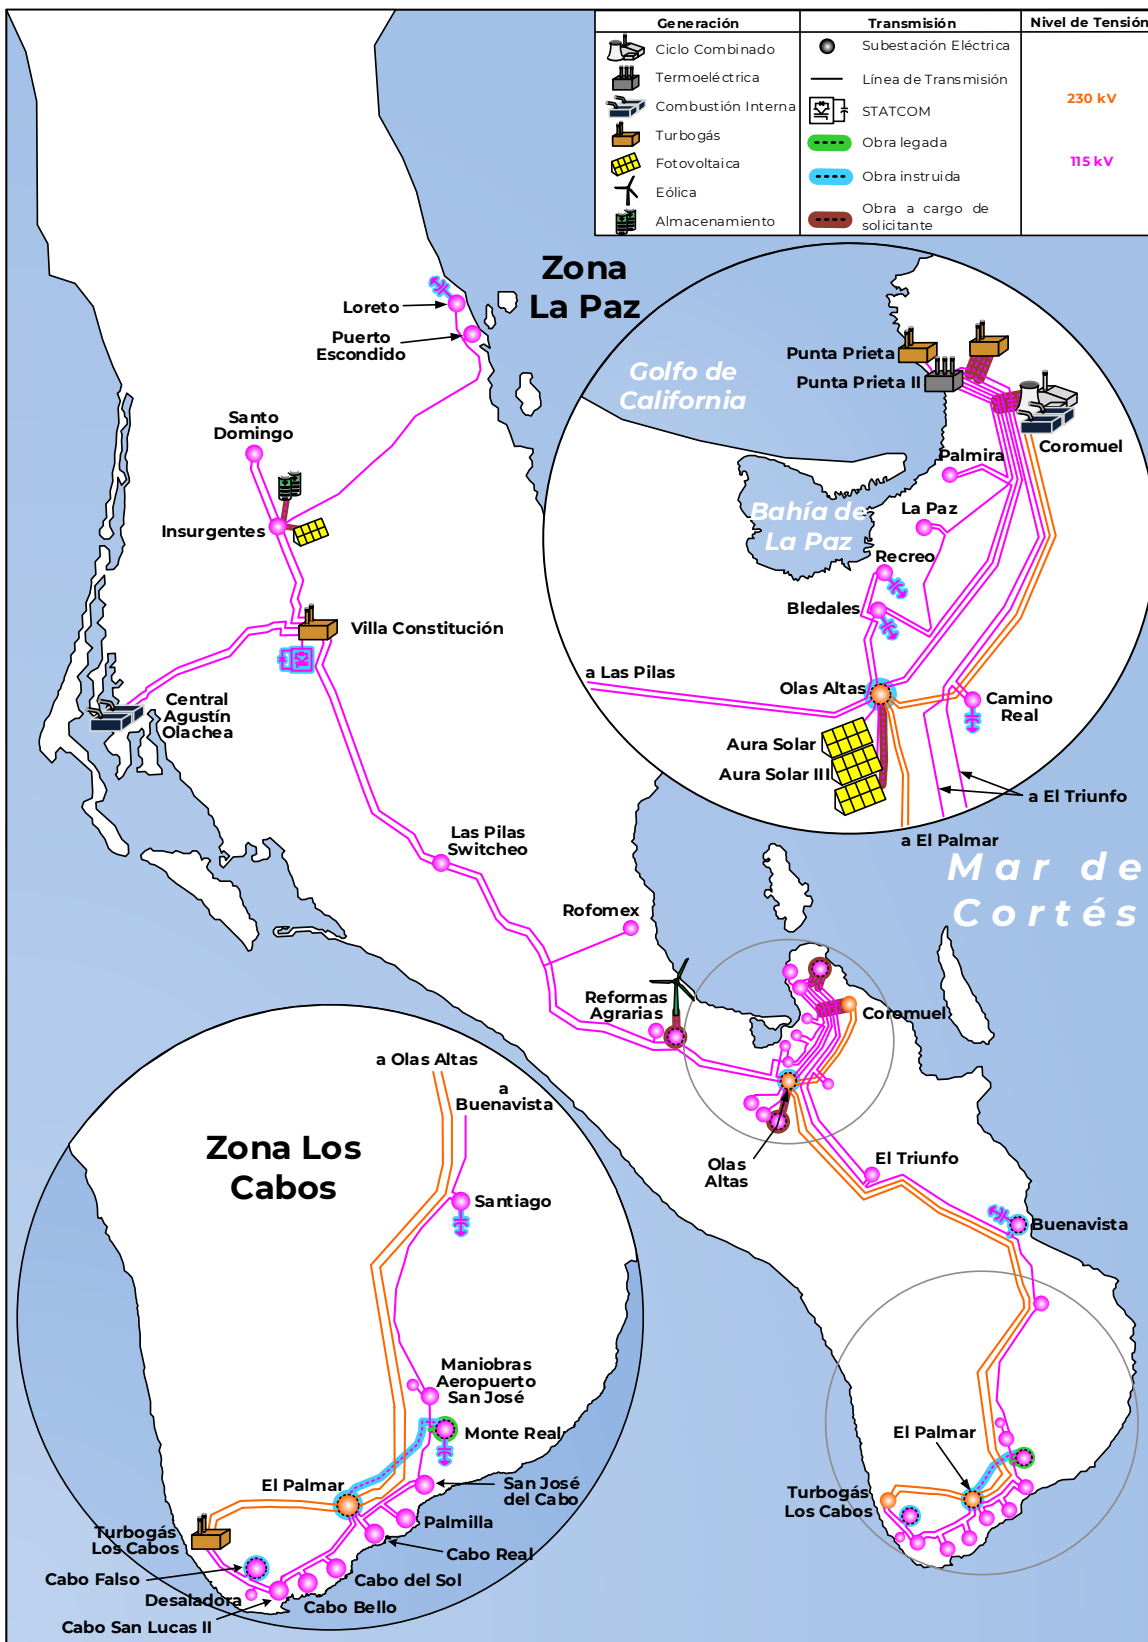 Generación
Transmisión
Nivel de Tensión
Ciclo Combinado
Termoeléctrica
Combustión Interna
Turbogás
Fotovoltaica
Eólica
Almacenamiento
Subestación Eléctrica
Línea de Transmisión
STATCOM
Obra legada
Obra instruida
Obra a cargo de
solicitante
230 kV
115 kV
Zona
La Paz
Loreto
Puerto
Escondido
Santo
Domingo
Insurgentes
Villa Constitución
Central
Agustín
Olachea
Las Pilas
Switcheo
Rofomex
Reformas
Agrarias
Golfo de
California
Punta Prieta
Punta Prieta II
Coromuel
Palmira
Bahía de
La Paz
La Paz
Recreo
Bledales
a Las Pilas
Olas Altas
Camino
Real
Aura Solar
Aura Solar III
a El Triunfo
a El Palmar
Mar de
Cortés
Coromuel
Olas
Altas
El Triunfo
Buenavista
El Palmar
Turbogás
Los Cabos
a Olas Altas
a
Buenavista
Zona Los
Cabos
Santiago
Maniobras
Aeropuerto
San José
Monte Real
El Palmar
San José
del Cabo
Turbogás
Los Cabos
Palmilla
Cabo Real
Cabo Falso
Cabo del Sol
Desaladora
Cabo Bello
Cabo San Lucas II